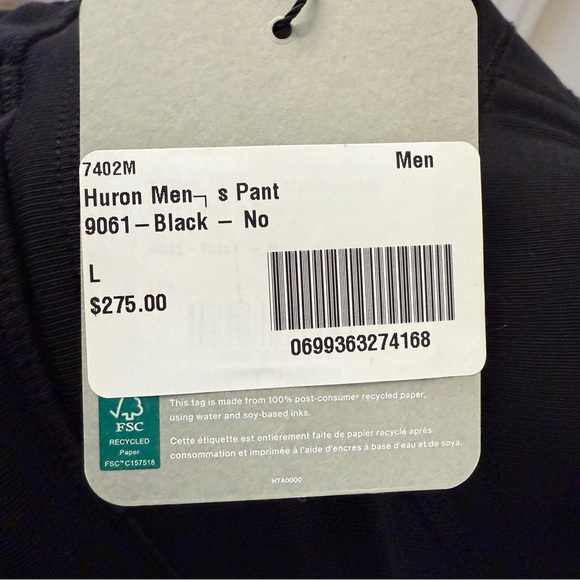 7402M Men
Huron Men¬ s Pant
9061-Black - No
L
$275.00
0699363274168
FSC
RECYCLED
Paper
FSC™C157518
This tag is made from 100% post-consumer recycled paper,
using water and soy-based inks.
Cette étiquette est entièrement faite de papier recyclé après
consommation et imprimée à l'aide d'encres à base d'eau et de soya.
HTA0000